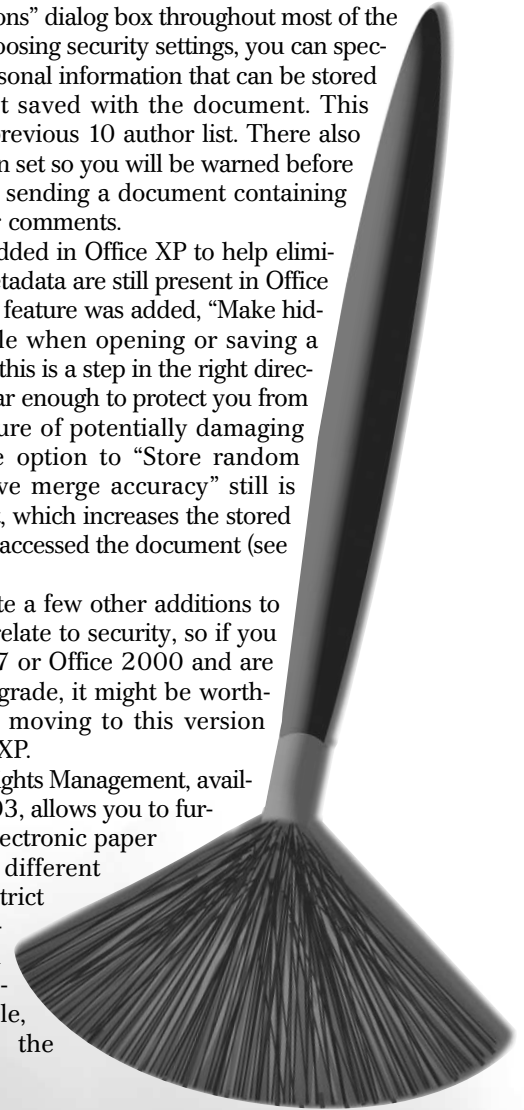 ons” dialog box throughout most of the
oosing security settings, you can spec-
rsonal information that can be stored
t saved with the document. This
previous 10 author list. There also
n set so you will be warned before
sending a document containing
r comments.
dded in Office XP to help elimi-
etadata are still present in Office
feature was added, “Make hid-
le when opening or saving a
this is a step in the right direc-
ar enough to protect you from
ure of potentially damaging
e option to “Store random
ve merge accuracy” still is
, which increases the stored
accessed the document (see
te a few other additions to
relate to security, so if you
7 or Office 2000 and are
grade, it might be worth-
moving to this version
XP.
ights Management, avail-
03, allows you to fur-
ectronic paper
different
trict
le,
the